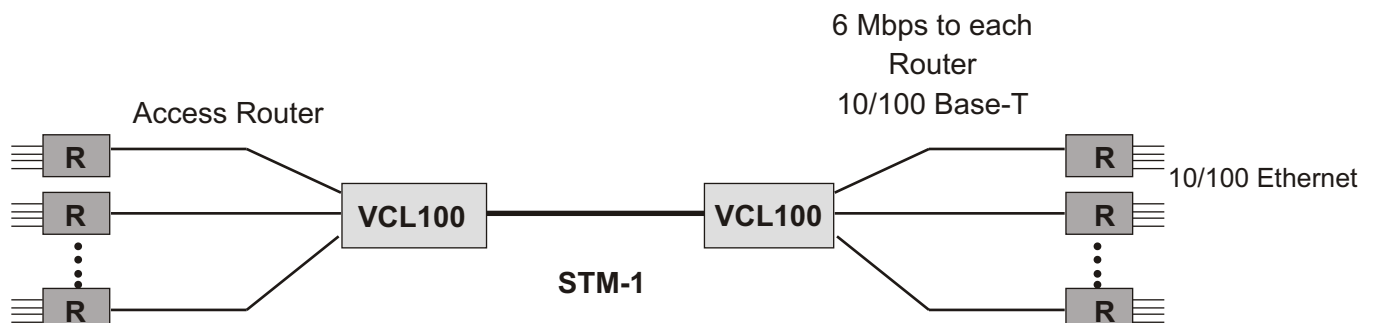 6 Mbps to each
Router
10/100 Base-T
Access Router
R
R
R
VCL100
STM-1
VCL100
R
R
R
10/100 Ethernet